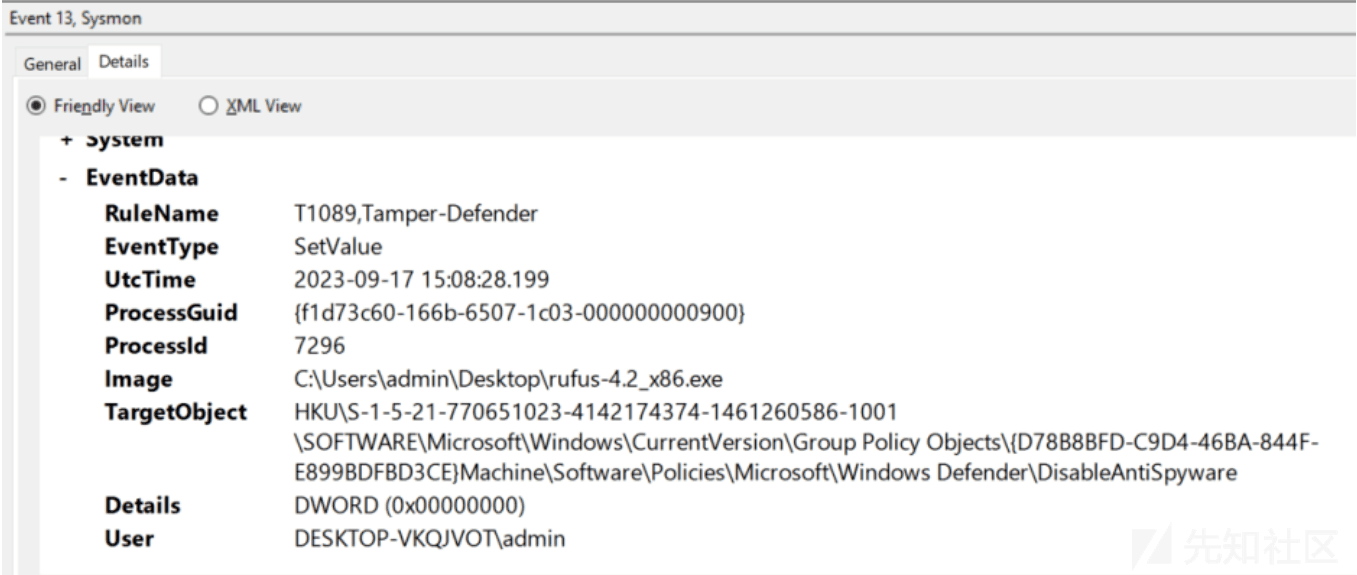 Event 13, Sysmon
General Details
Friendly View XML View
+ System
- EventData
RuleName T1089,Tamper-Defender
EventType SetValue
UtcTime 2023-09-17 15:08:28.199
ProcessGuid {f1d73c60-166b-6507-1c03-000000000900}
ProcessId 7296
Image C:\Users\admin\Desktop\rufus-4.2_x86.exe
TargetObject HKU\S-1-5-21-770651023-4142174374-1461260586-1001
\SOFTWARE\Microsoft\Windows\CurrentVersion\Group Policy Objects\{D78B8BFD-C9D4-46BA-844F-
E899BDFBD3CE}Machine\Software\Policies\Microsoft\Windows Defender\DisableAntiSpyware
Details DWORD (0x00000000)
User DESKTOP-VKQJVOT\admin
先知社区